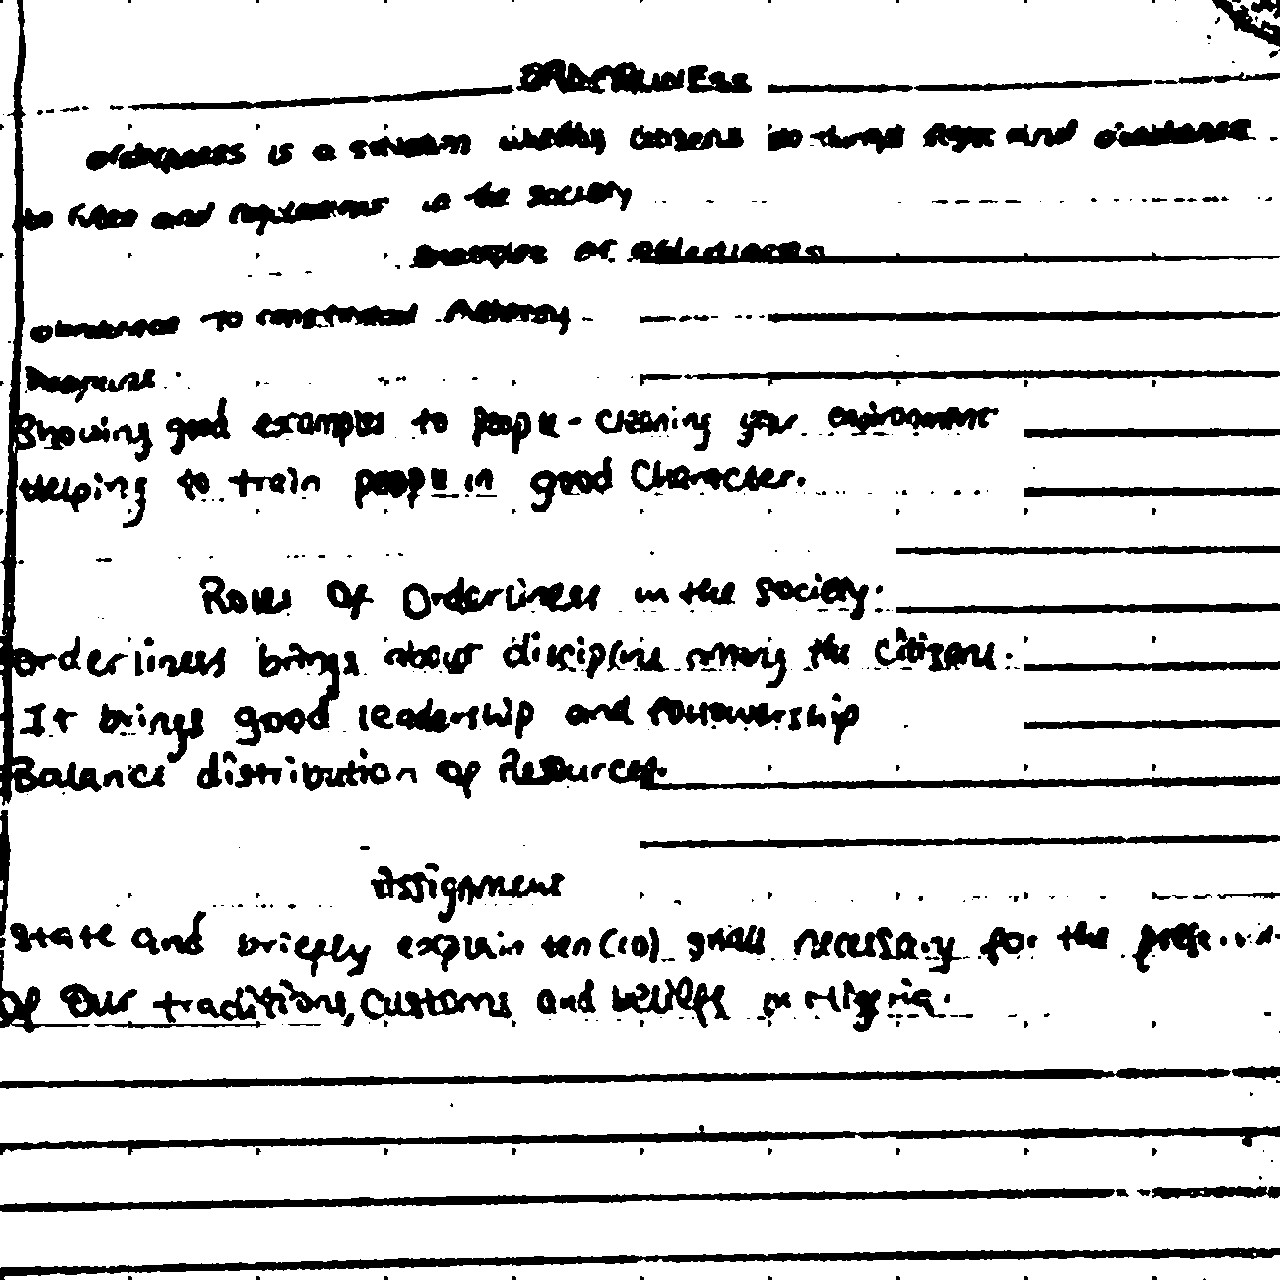 ORDERLINESS
orderliness is a situation whereby citizens do things right and obedience
to rules and regulations in the society
examples of orderliness
obedience to constituted Authority
Showing good examples to people - cleaning your environment
Helping to train people in good Character.
Roles Of Orderliness in the society.
Orderliness brings about discipline among the Citizens.
It brings good leadership and followership
Balance distribution Of Resources.
Assignment
State and briefly explain ten (10) skills necessary for the
Of Our traditions, Customs and beliefs in Nigeria.